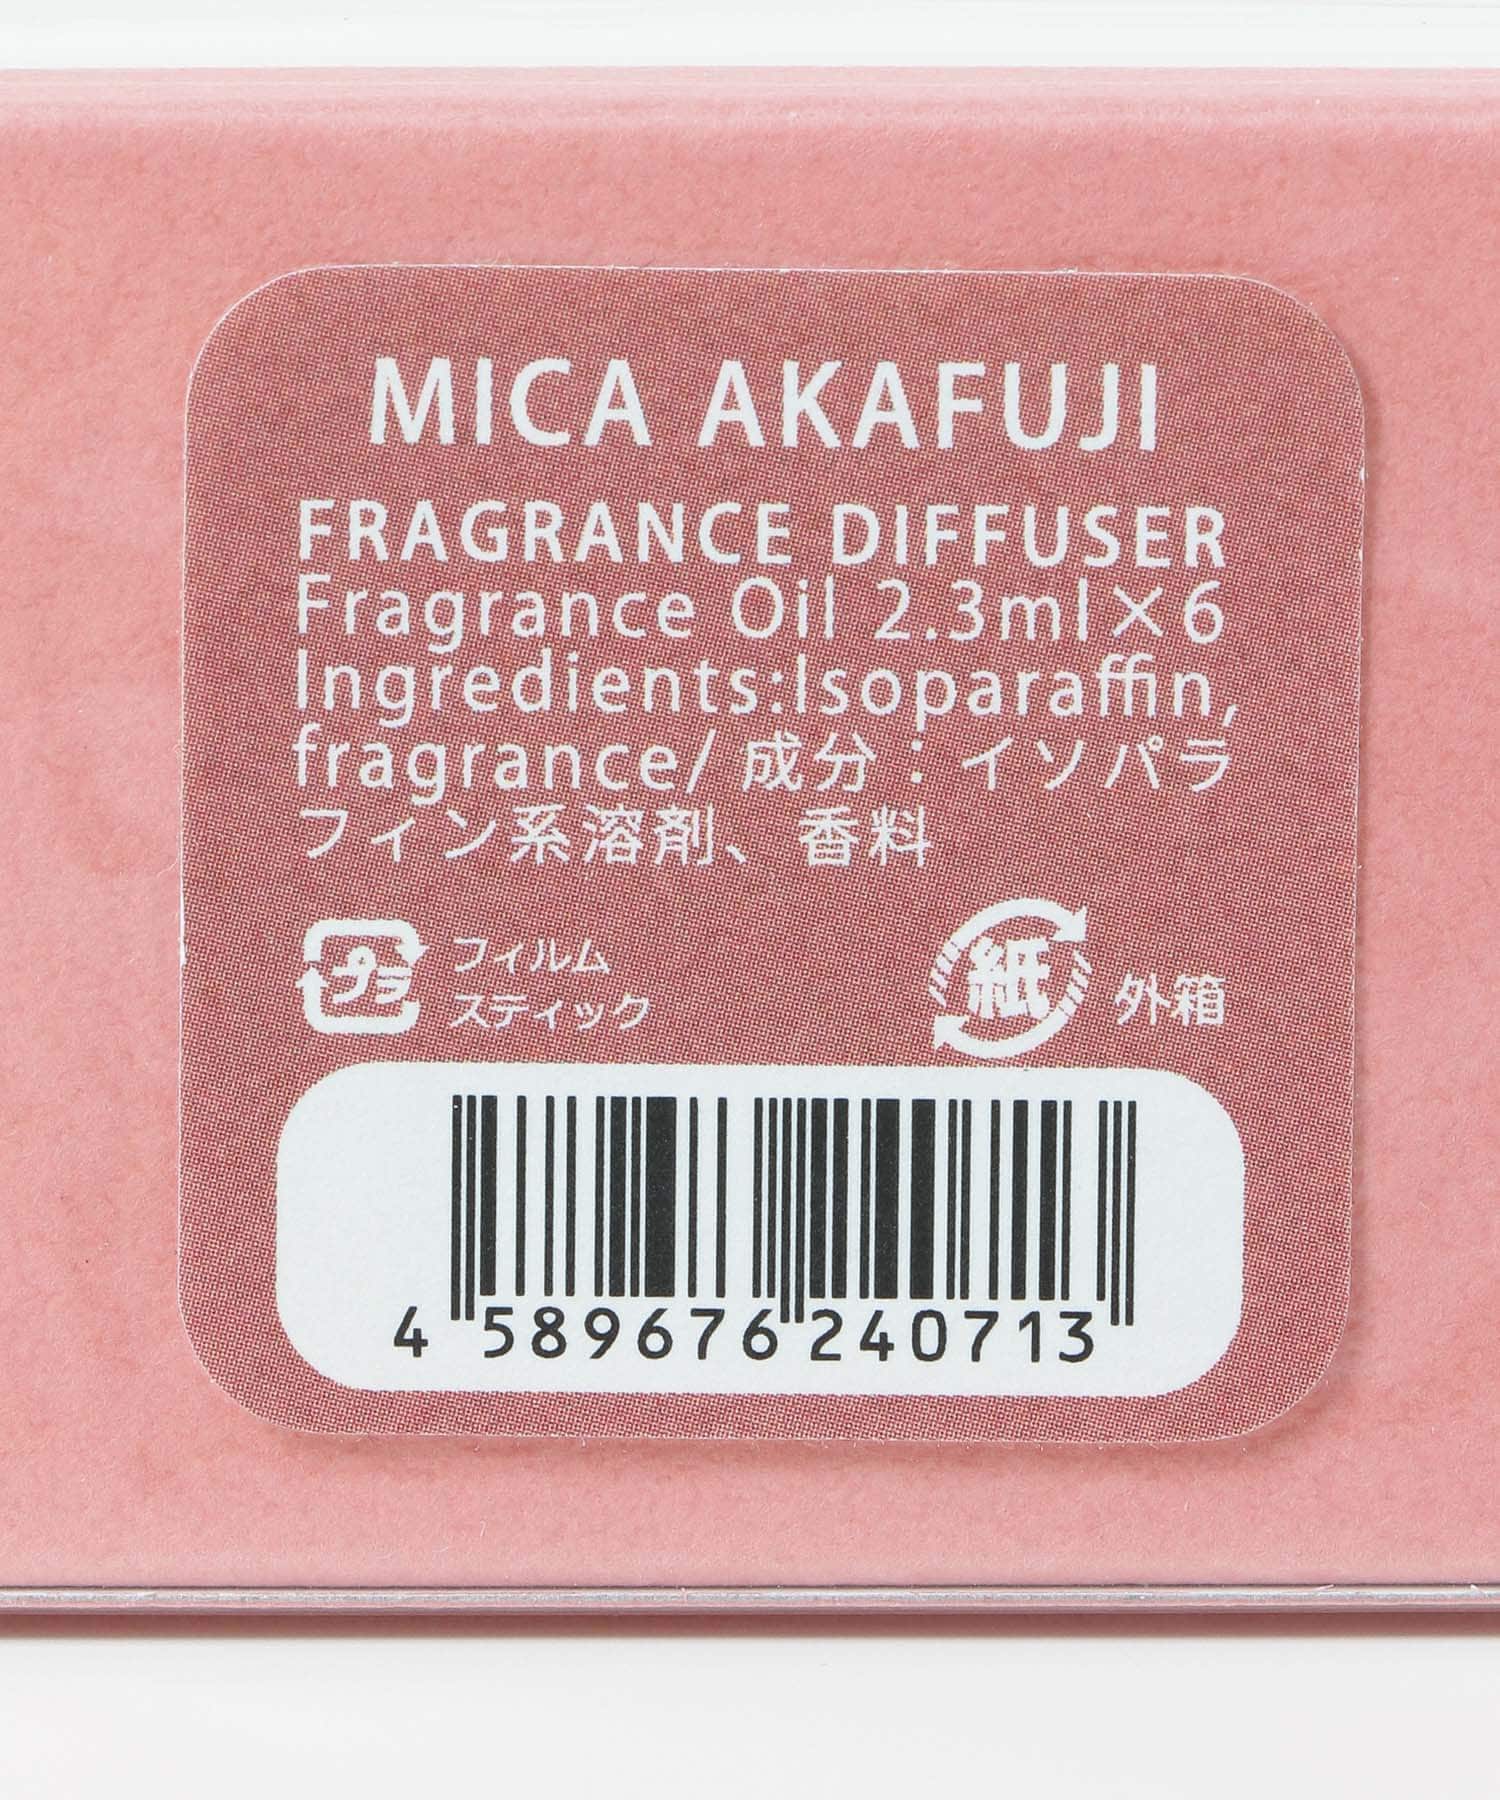 MICA AKAFUJI
FRAGRANCE DIFFUSER
Fragrance Oil 2.3ml×6
Ingredients:Isoparaffin,
fragrance/ 成分：イソパラ
フィン系溶剤、香料
プラ
フィルム
スティック
紙
外箱
4 589676 240713